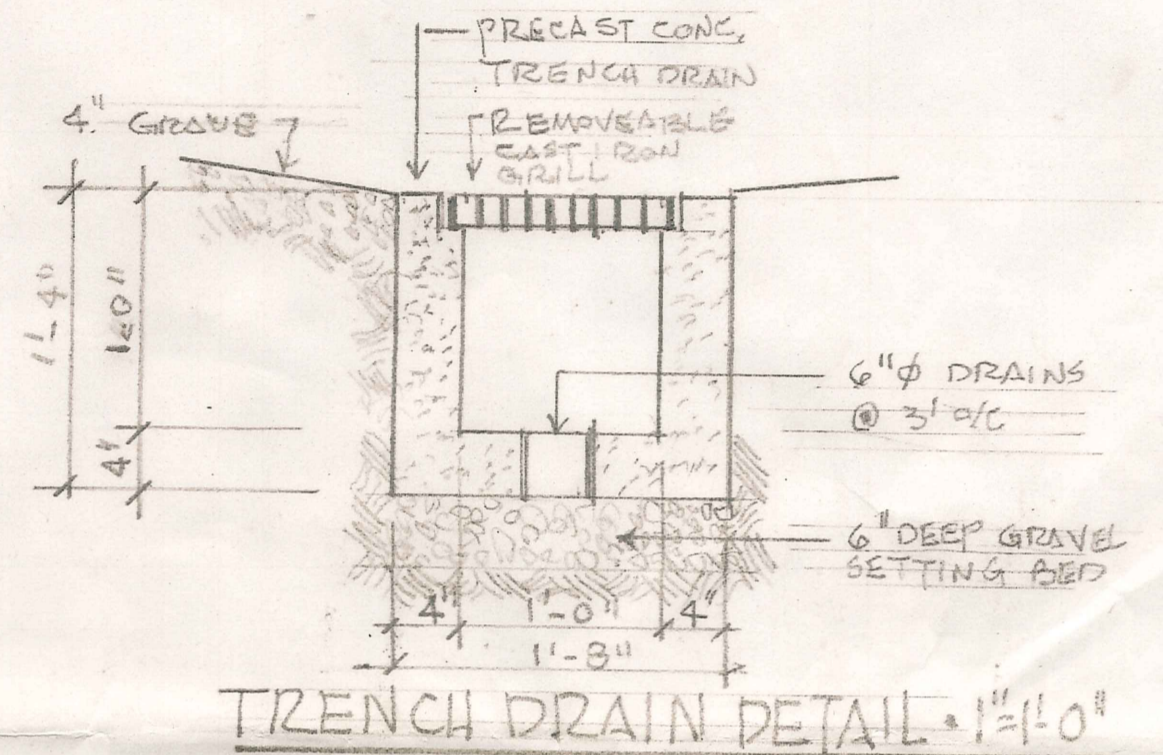 PRECAST CONC.
TRENCH DRAIN
4" GRAVE
REMOVEABLE
CAST IRON
GRILL
1'-4"
1'-0"
4"
6"φ DRAINS
@ 3' O/C
6" DEEP GRAVEL
SETTING BED
4" 1'-0" 4"
1'-8"
TRENCH DRAIN DETAIL • 1"=1'-0"